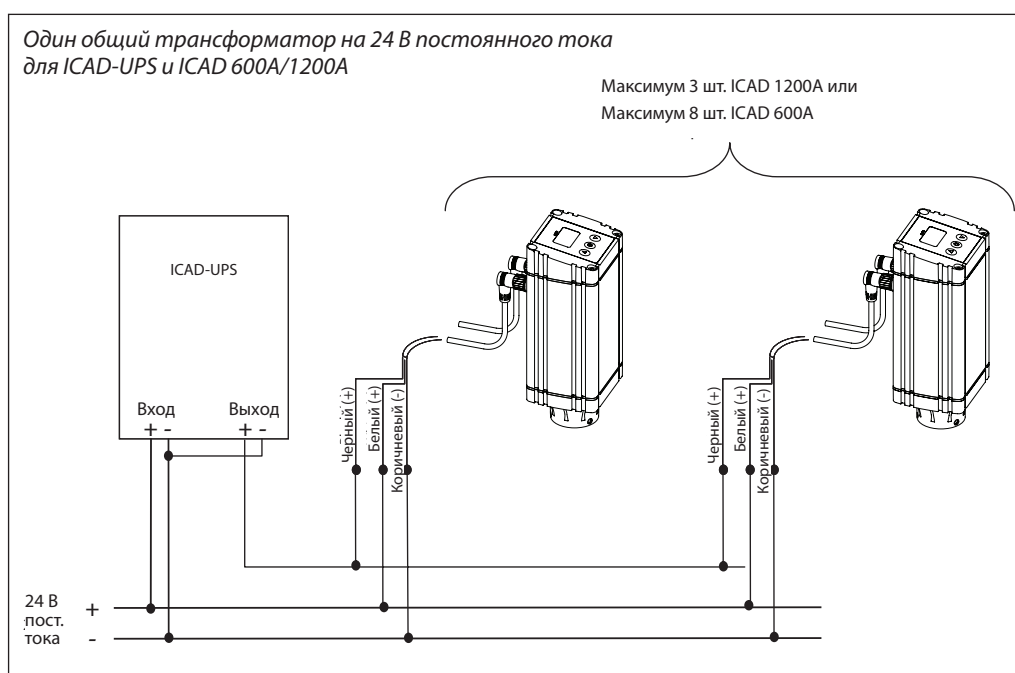 Один общий трансформатор на 24 В постоянного тока
для ICAD-UPS и ICAD 600A/1200A
Максимум 3 шт. ICAD 1200A или
Максимум 8 шт. ICAD 600A
ICAD-UPS
Вход
Выход
+ -
+ -
Черный (+)
Белый (+)
Коричневый (-)
Черный (+)
Белый (+)
Коричневый (-)
24 В +
пост.
тока -